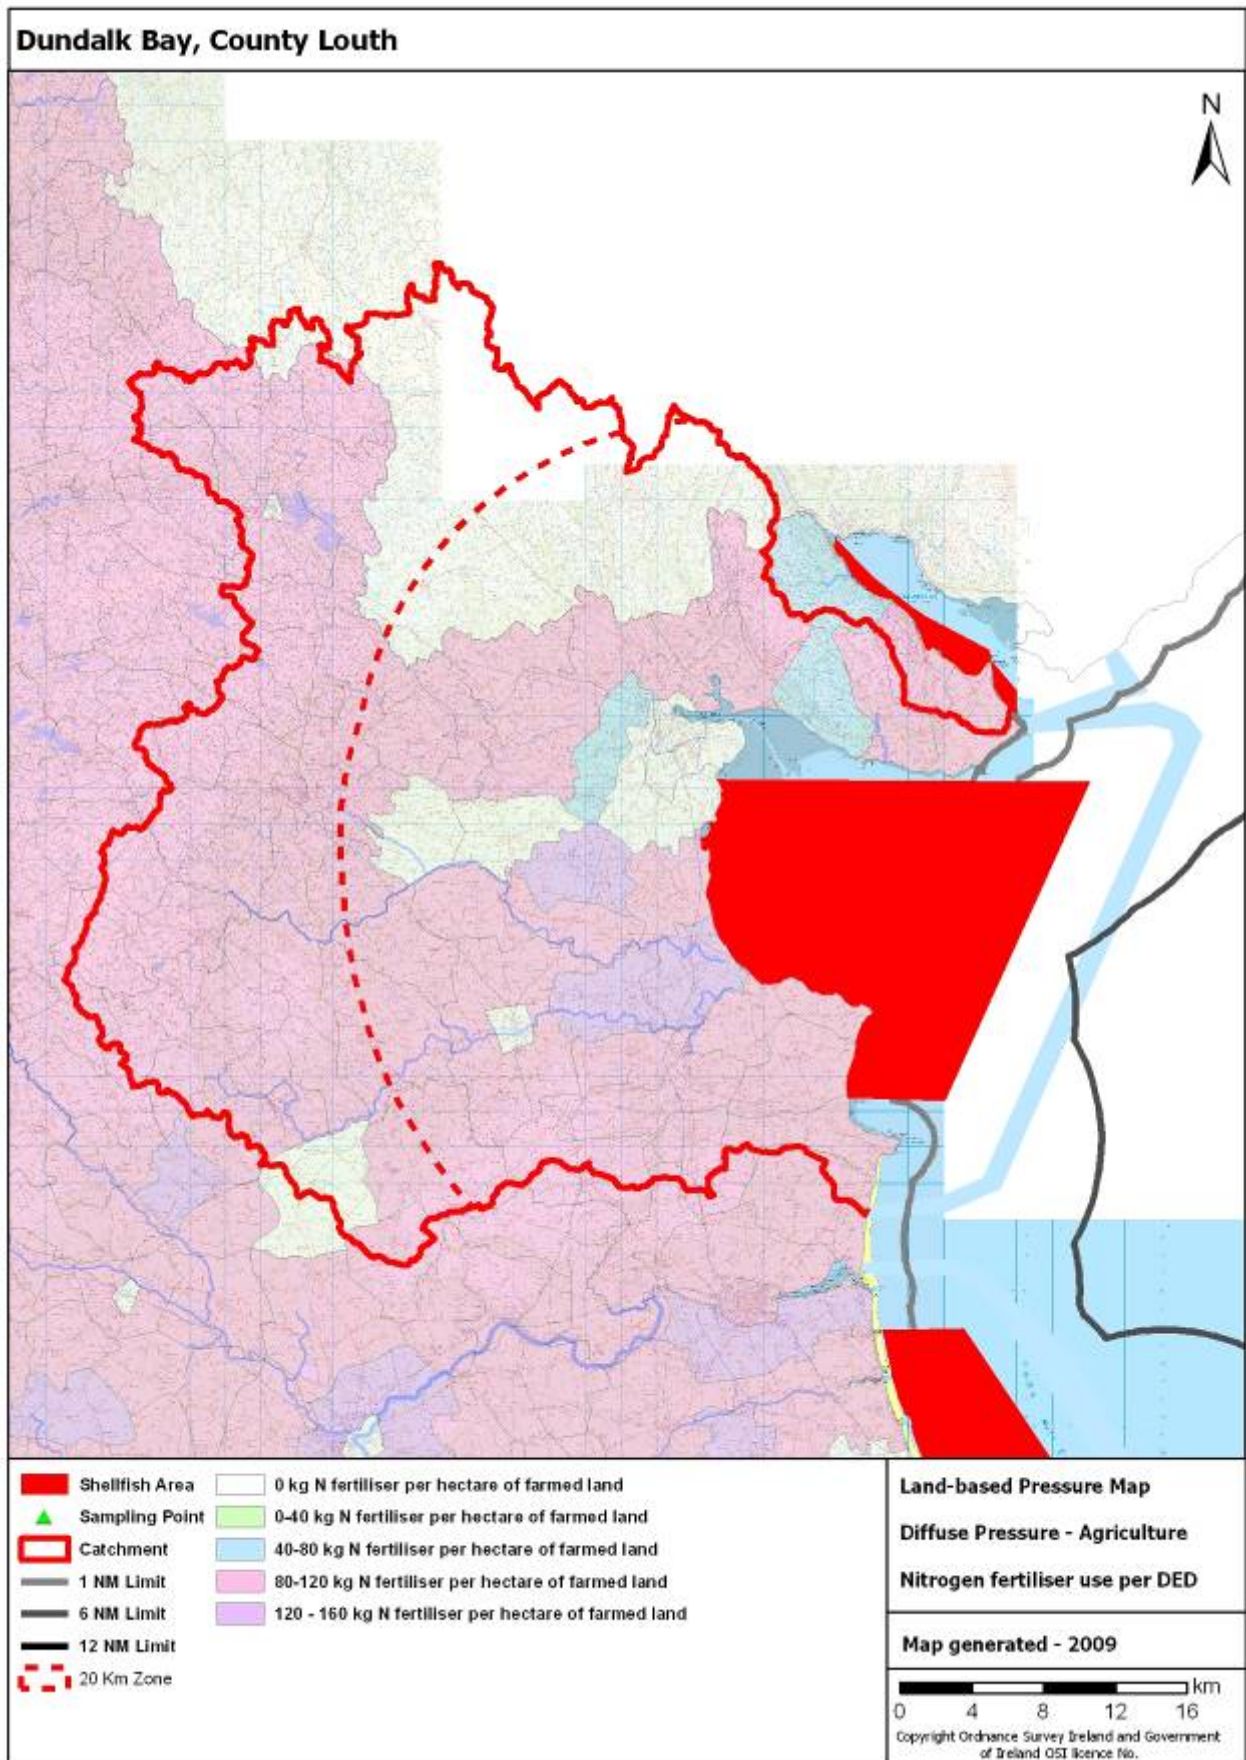 Dundalk Bay, County Louth
N
Shellfish Area
Sampling Point
Catchment
1 NM Limit
6 NM Limit
12 NM Limit
20 Km Zone
0 kg N fertiliser per hectare of farmed land
0-40 kg N fertiliser per hectare of farmed land
40-80 kg N fertiliser per hectare of farmed land
80-120 kg N fertiliser per hectare of farmed land
120 - 160 kg N fertiliser per hectare of farmed land
Land-based Pressure Map
Diffuse Pressure - Agriculture
Nitrogen fertiliser use per DED
Map generated - 2009
km
0 4 8 12 16
Copyright Ordnance Survey Ireland and Government
of Ireland OSI licence No.